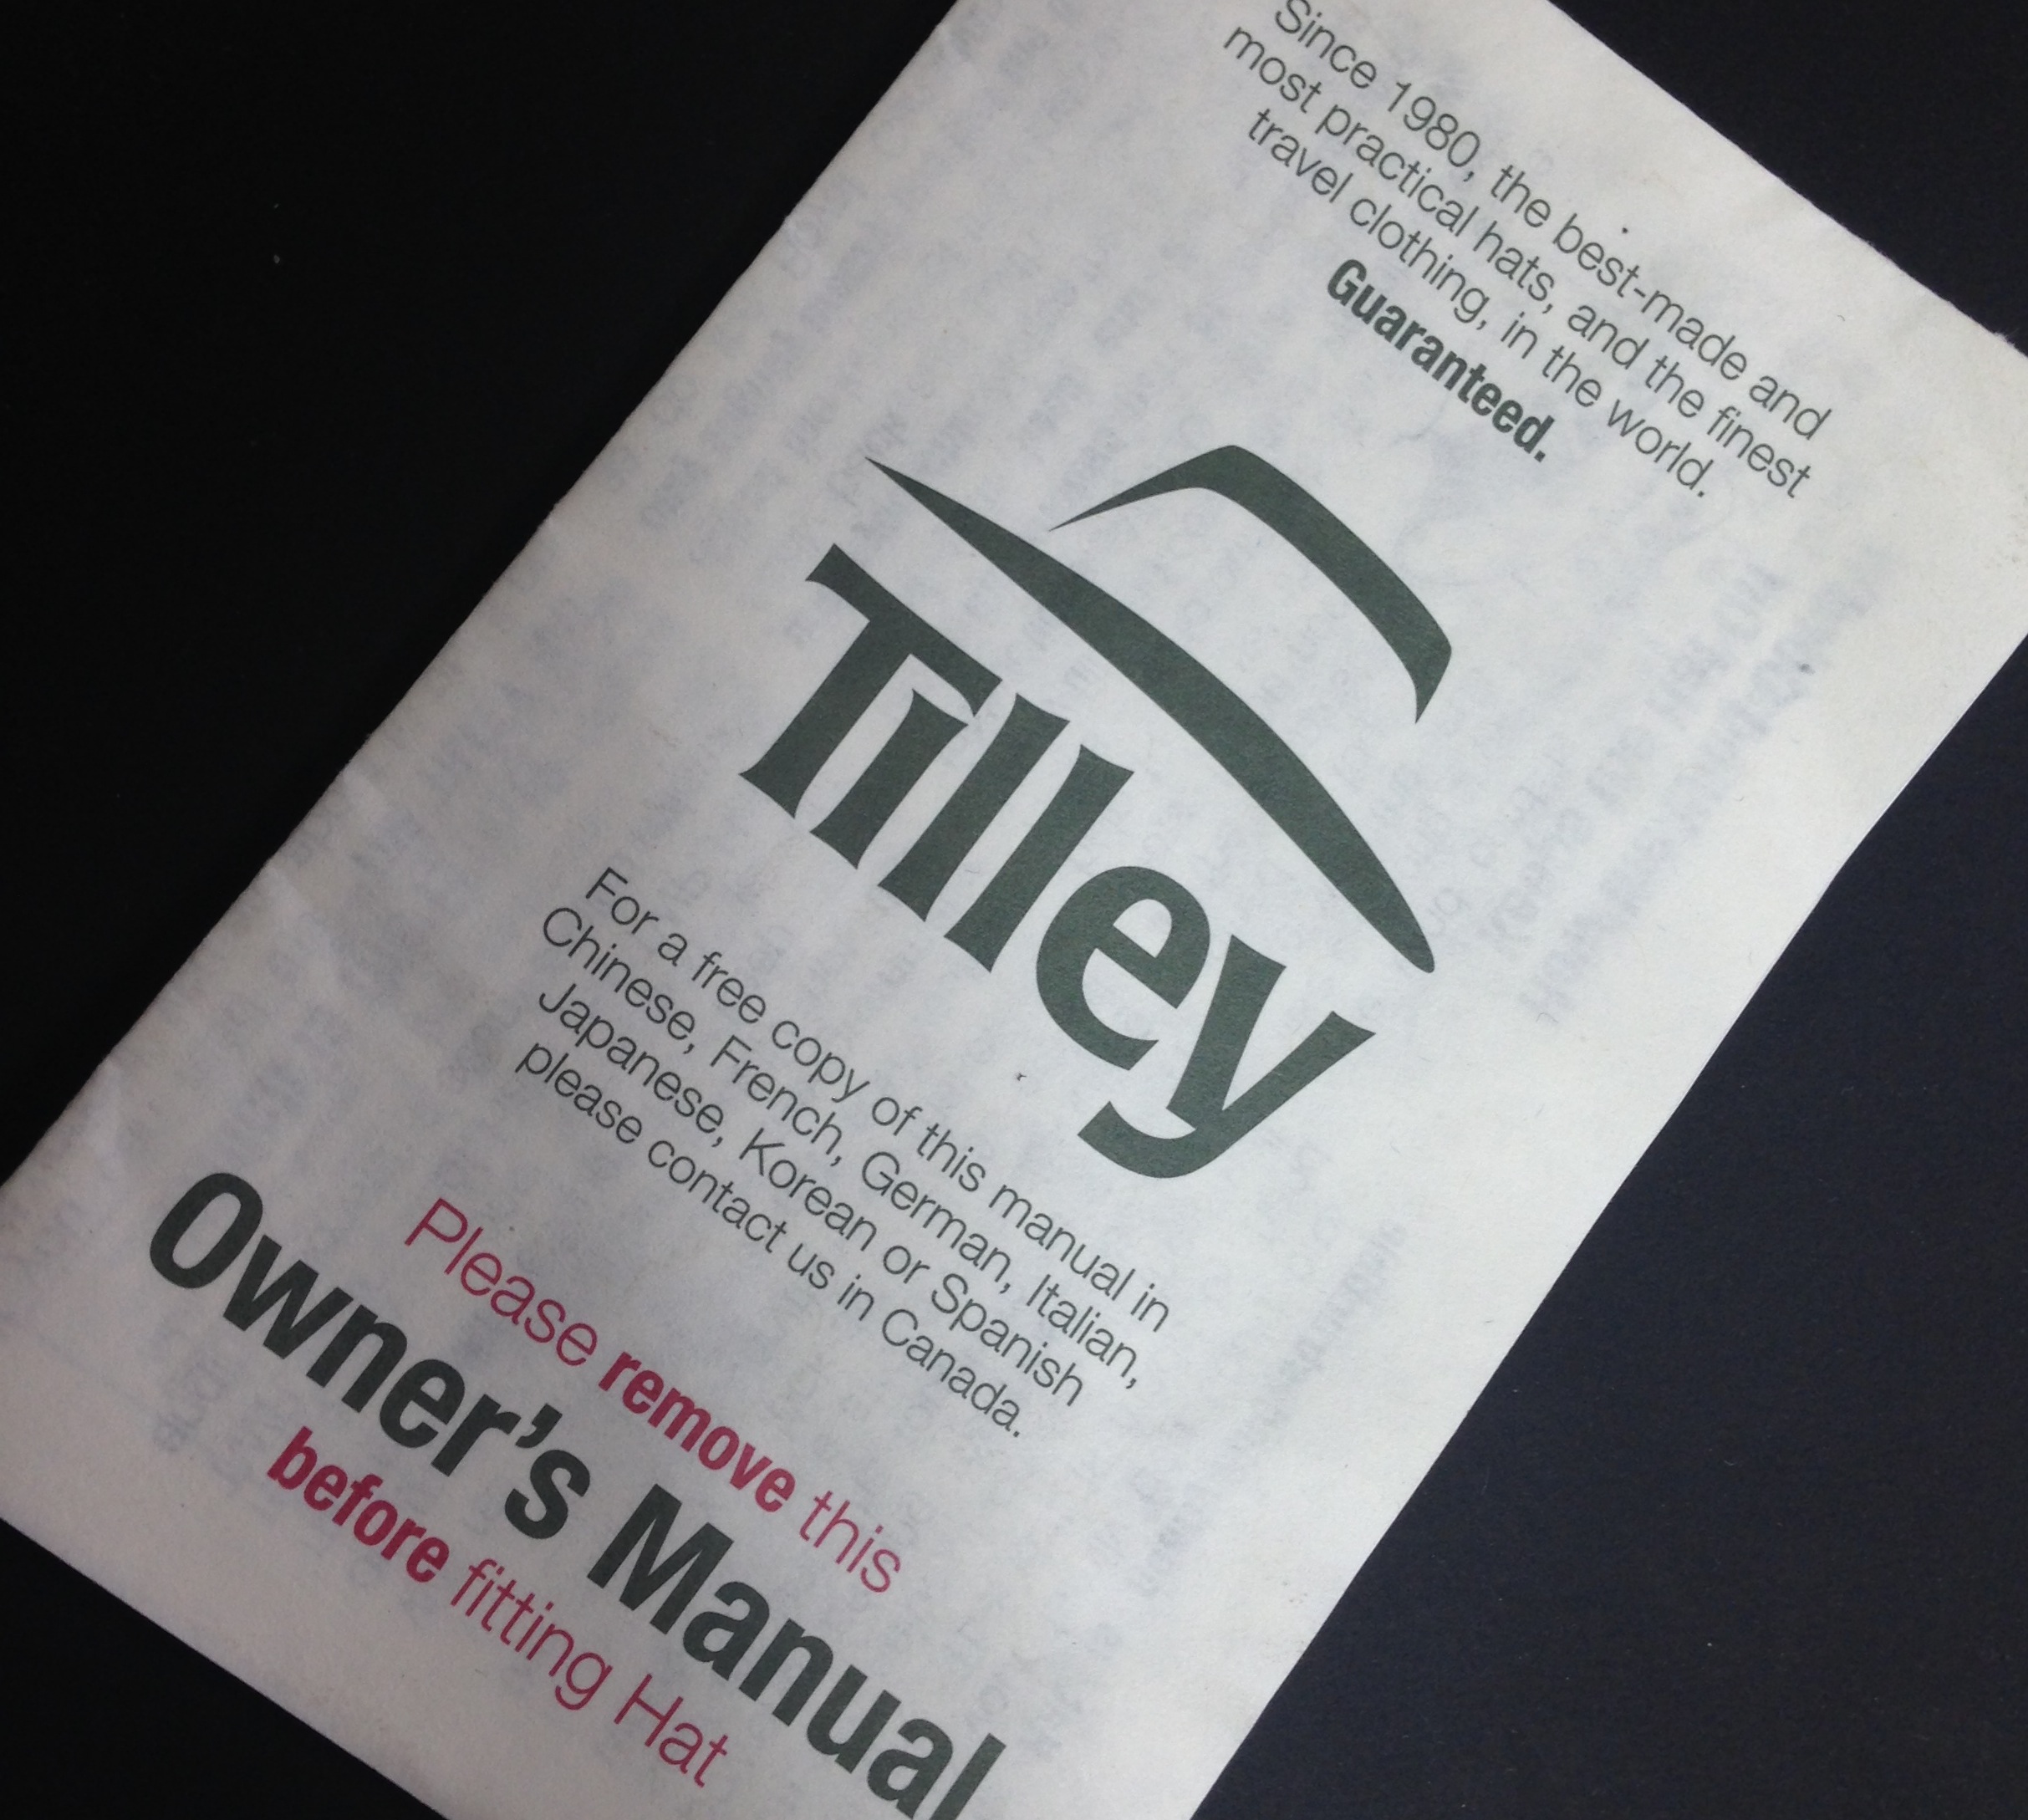 Since 1980, the best-made and
most practical hats, and the finest
travel clothing, in the world.
Guaranteed.
Tilley
For a free copy of this manual in
Chinese, French, German, Italian,
Japanese, Korean or Spanish
please contact us in Canada.
Please remove this
Owner's Manual
before fitting Hat